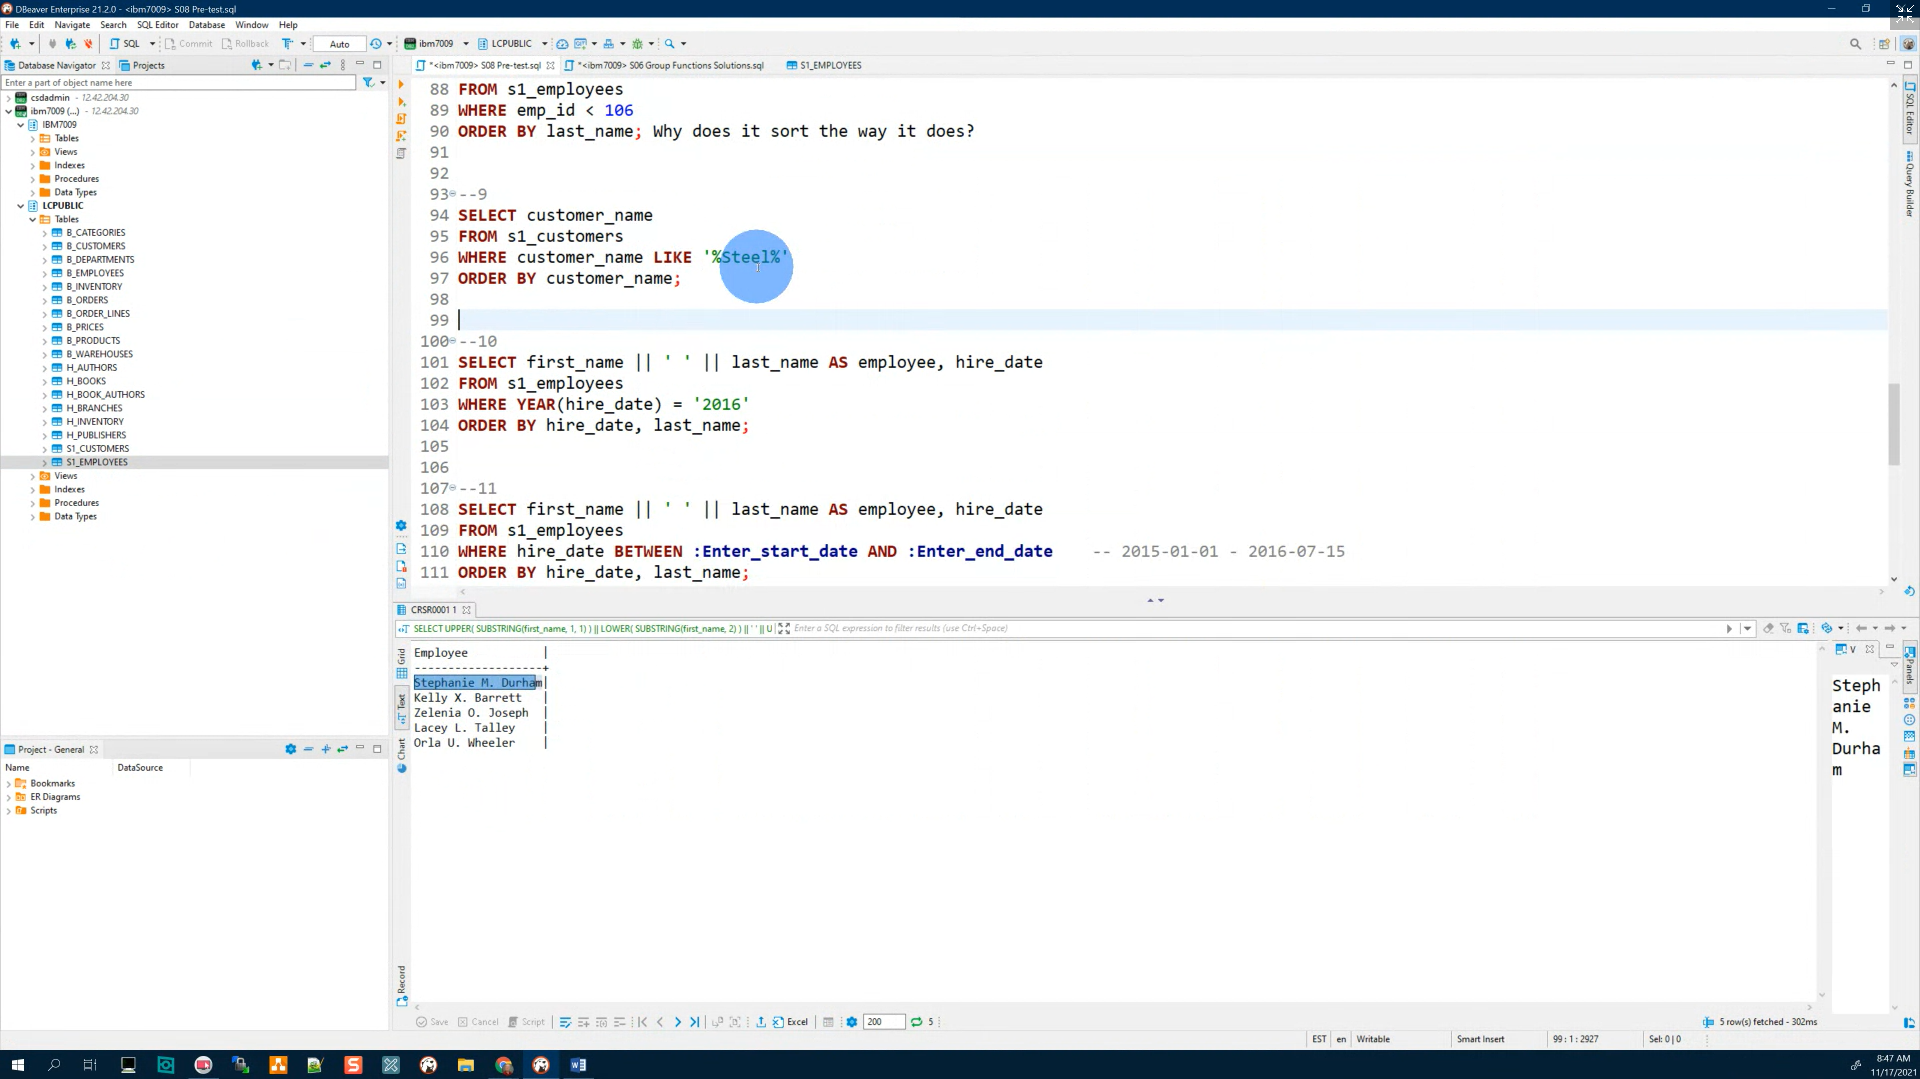 DBeaver Enterprise 21.2.0 - <ibm7009> S08 Pre-test.sql
File Edit Navigate Search SQL Editor Database Window Help
SQL Commit Rollback Auto ibm7009 LCPUBLIC
Database Navigator Projects
*<ibm7009> S08 Pre-test.sql *<ibm7009> S06 Group Functions Solutions.sql S1_EMPLOYEES
Enter a part of object name here
csdadmin - 12.42.204.30
ibm7009 (...) - 12.42.204.30
IBM7009
Tables
Views
Indexes
Procedures
Data Types
LCPUBLIC
Tables
B_CATEGORIES
B_CUSTOMERS
B_DEPARTMENTS
B_EMPLOYEES
B_INVENTORY
B_ORDERS
B_ORDER_LINES
B_PRICES
B_PRODUCTS
B_WAREHOUSES
H_AUTHORS
H_BOOKS
H_BOOK_AUTHORS
H_BRANCHES
H_INVENTORY
H_PUBLISHERS
S1_CUSTOMERS
S1_EMPLOYEES
Views
Indexes
Procedures
Data Types
88 FROM s1_employees
89 WHERE emp_id < 106
90 ORDER BY last_name; Why does it sort the way it does?
91
92
93 --9
94 SELECT customer_name
95 FROM s1_customers
96 WHERE customer_name LIKE '%Steel%'
97 ORDER BY customer_name;
98
99
100 --10
101 SELECT first_name || ' ' || last_name AS employee, hire_date
102 FROM s1_employees
103 WHERE YEAR(hire_date) = '2016'
104 ORDER BY hire_date, last_name;
105
106
107 --11
108 SELECT first_name || ' ' || last_name AS employee, hire_date
109 FROM s1_employees
110 WHERE hire_date BETWEEN :Enter_start_date AND :Enter_end_date -- 2015-01-01 - 2016-07-15
111 ORDER BY hire_date, last_name;
SQL Editor
Query Builder
CRSR0001 1
SELECT UPPER( SUBSTRING(first_name, 1, 1) ) || LOWER( SUBSTRING(first_name, 2) ) || ' ' || U
Enter a SQL expression to filter results (use Ctrl+Space)
Grid
Text
Chart
Record
Employee |
-------------------+
Stephanie M. Durham|
Kelly X. Barrett |
Zelenia O. Joseph |
Lacey L. Talley |
Orla U. Wheeler |
V
Panels
Steph
anie
M.
Durha
m
Project - General
Name DataSource
Bookmarks
ER Diagrams
Scripts
Save Cancel Script Excel 200 5
5 row(s) fetched - 302ms
EST en Writable Smart Insert 99 : 1 : 2927 Sel: 0 | 0
8:47 AM
11/17/2021